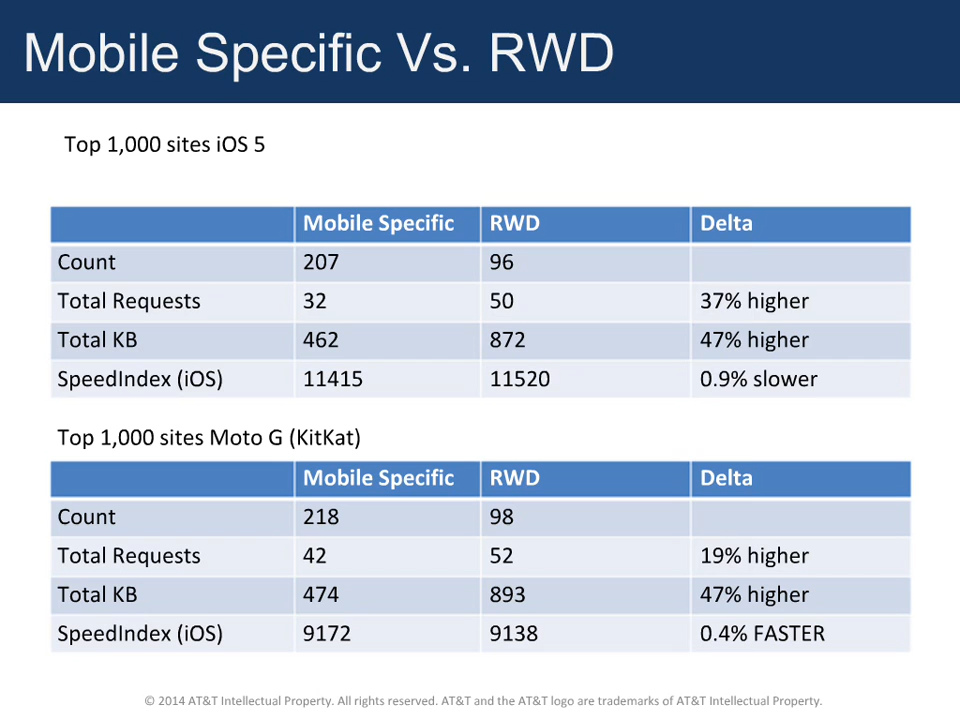 Mobile Specific Vs. RWD
Top 1,000 sites iOS 5
Mobile Specific RWD Delta
Count 207 96
Total Requests 32 50 37% higher
Total KB 462 872 47% higher
SpeedIndex (iOS) 11415 11520 0.9% slower
Top 1,000 sites Moto G (KitKat)
Mobile Specific RWD Delta
Count 218 98
Total Requests 42 52 19% higher
Total KB 474 893 47% higher
SpeedIndex (iOS) 9172 9138 0.4% FASTER
© 2014 AT&T Intellectual Property. All rights reserved. AT&T and the AT&T logo are trademarks of AT&T Intellectual Property.